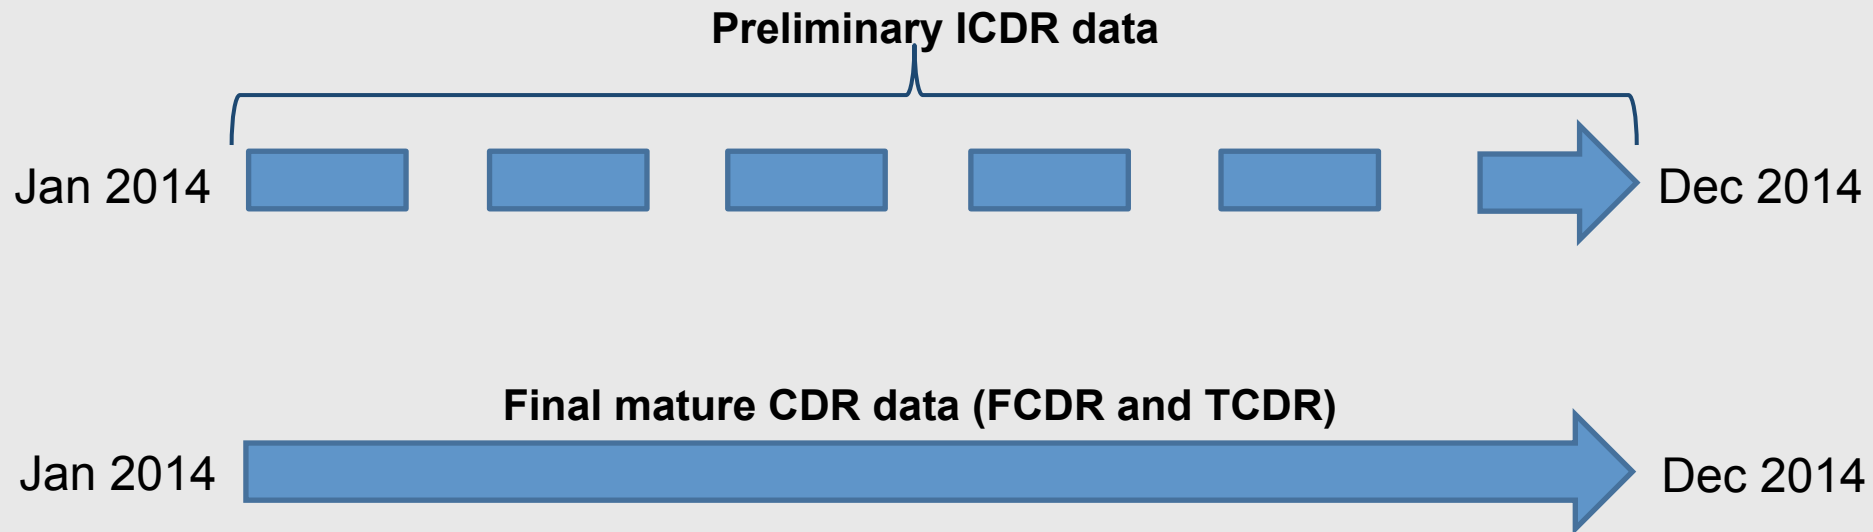 Preliminary ICDR data
Jan 2014
Dec 2014
Final mature CDR data (FCDR and TCDR)
Jan 2014
Dec 2014